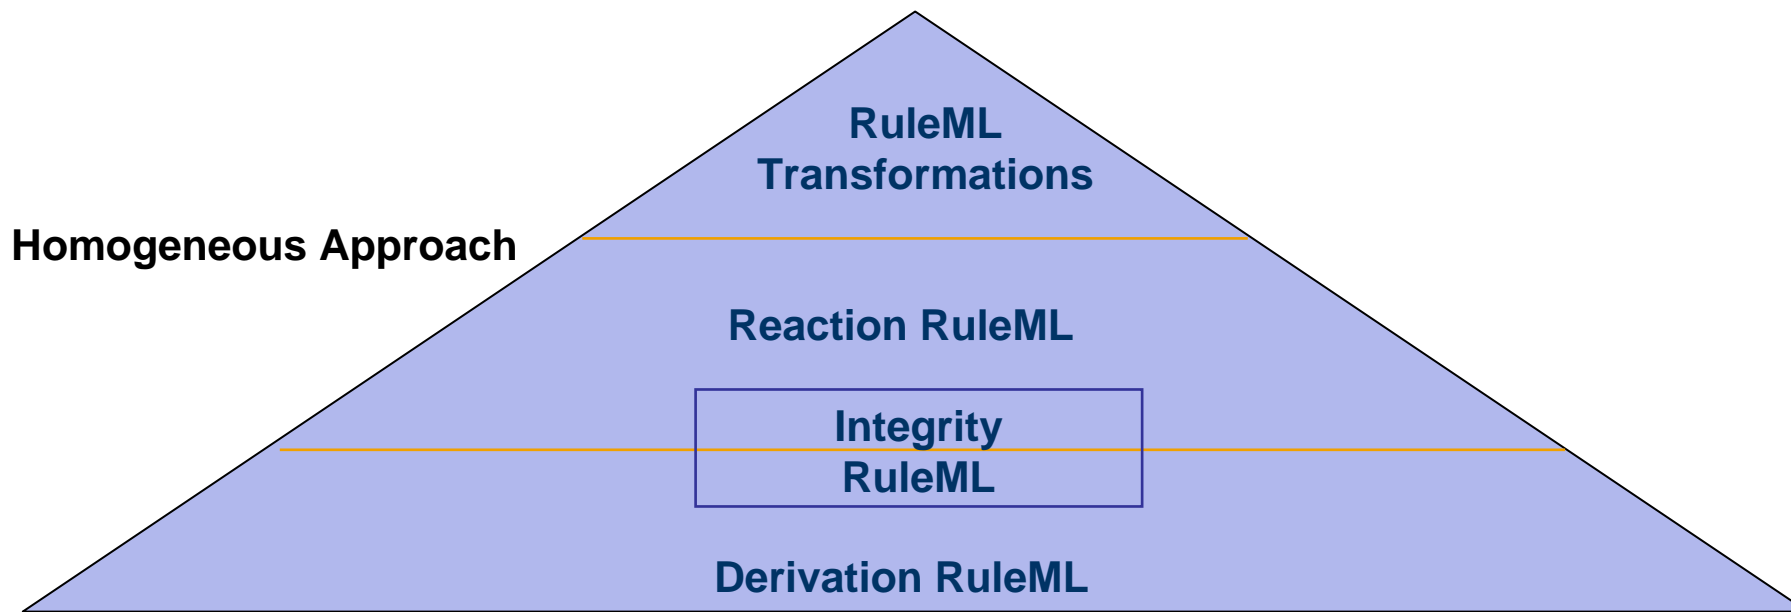 RuleML
Transformations
Homogeneous Approach
Reaction RuleML
Integrity
RuleML
Derivation RuleML